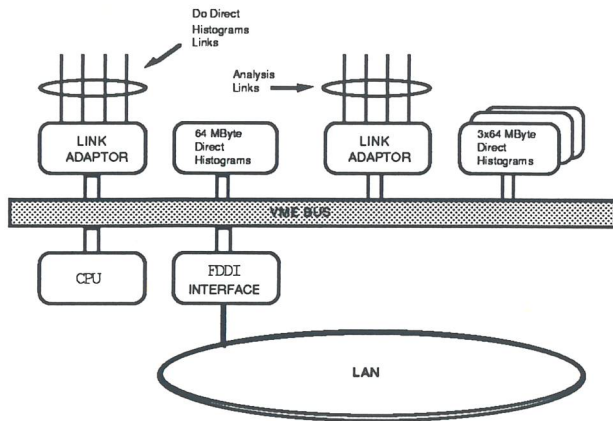 Do Direct
Histograms
Links
Analysis
Links
LINK
ADAPTOR
64 MByte
Direct
Histograms
LINK
ADAPTOR
3x64 MByte
Direct
Histograms
VME BUS
CPU
FDDI
INTERFACE
LAN